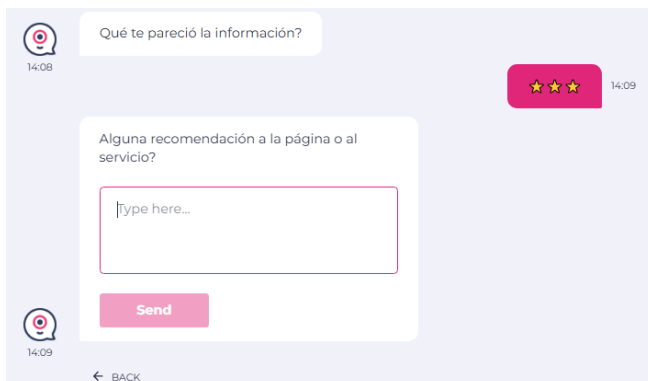 Qué te pareció la información?
14:08
14:09
Alguna recomendación a la página o al
servicio?
Type here...
Send
14:09
BACK